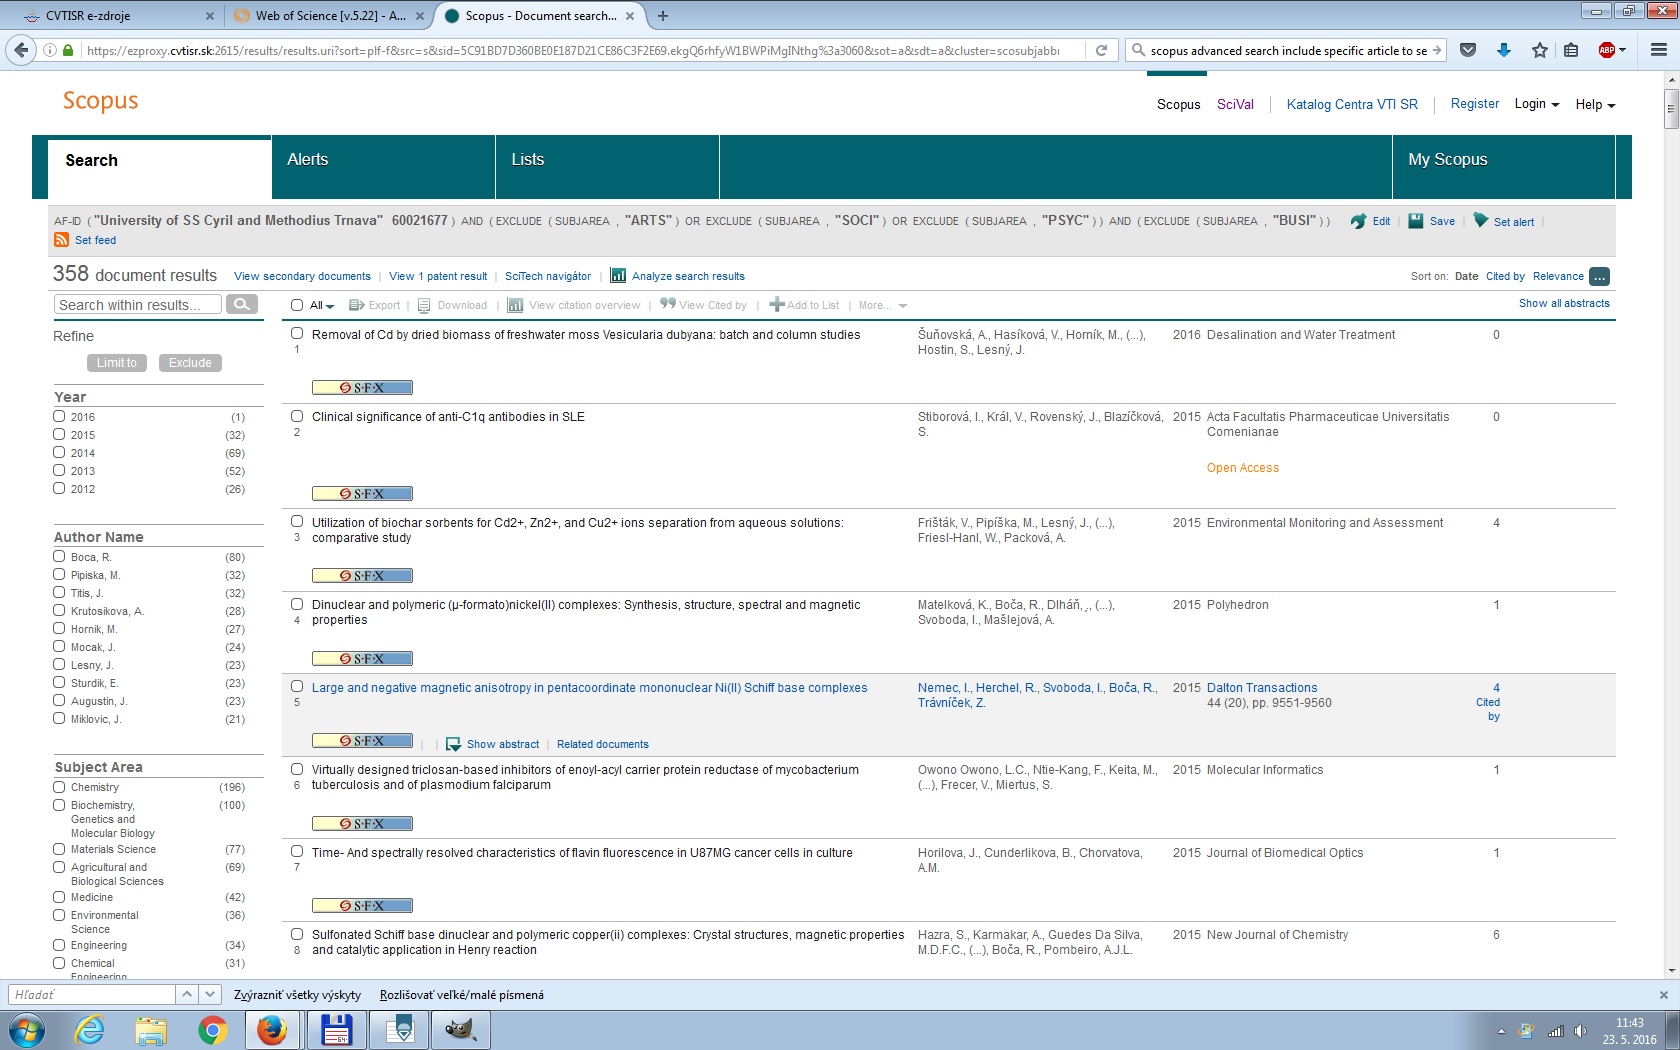 CVTISR e-zdroje
Web of Science [v.5.22] - A...
Scopus - Document search...
https://ezproxy.cvtisr.sk:2615/results/results.uri?sort=plf-f&src=s&sid=5C91BD7D360BE0E187D21CE86C3F2E69.ekgQ6rhfyW1BWPiMgINthg%3a3060&sot=a&sdt=a&cluster=scosubjabbr
scopus advanced search include specific article to se
ABP
Scopus
Scopus SciVal Katalog Centra VTI SR Register Login Help
Search Alerts Lists My Scopus
AF-ID ( "University of SS Cyril and Methodius Trnava" 60021677 ) AND ( EXCLUDE ( SUBJAREA , "ARTS" ) OR EXCLUDE ( SUBJAREA , "SOCI" ) OR EXCLUDE ( SUBJAREA , "PSYC" ) ) AND ( EXCLUDE ( SUBJAREA , "BUSI" ) ) Edit | Save | Set alert |
Set feed
358 document results View secondary documents | View 1 patent result | SciTech navigátor | Analyze search results Sort on: Date Cited by Relevance ...
Search within results...
All Export | Download | View citation overview | View Cited by | Add to List | More... Show all abstracts
Refine
Limit to Exclude
Year
2016 (1)
2015 (32)
2014 (69)
2013 (52)
2012 (26)
Author Name
Boca, R. (80)
Pipiska, M. (32)
Titis, J. (32)
Krutosikova, A. (28)
Hornik, M. (27)
Mocak, J. (24)
Lesny, J. (23)
Sturdik, E. (23)
Augustin, J. (23)
Miklovic, J. (21)
Subject Area
Chemistry (196)
Biochemistry, (100)
Genetics and
Molecular Biology
Materials Science (77)
Agricultural and (69)
Biological Sciences
Medicine (42)
Environmental (36)
Science
Engineering (34)
Chemical (31)
Engineering
1 Removal of Cd by dried biomass of freshwater moss Vesicularia dubyana: batch and column studies Šuňovská, A., Hasíková, V., Horník, M., (...), 2016 Desalination and Water Treatment 0
Hostin, S., Lesný, J.
S·F·X
2 Clinical significance of anti-C1q antibodies in SLE Stiborová, I., Král, V., Rovenský, J., Blazíčková, 2015 Acta Facultatis Pharmaceuticae Universitatis 0
S. Comenianae
Open Access
S·F·X
3 Utilization of biochar sorbents for Cd2+, Zn2+, and Cu2+ ions separation from aqueous solutions: Frišták, V., Pipíška, M., Lesný, J., (...), 2015 Environmental Monitoring and Assessment 4
comparative study Friesl-Hanl, W., Packová, A.
S·F·X
4 Dinuclear and polymeric (μ-formato)nickel(II) complexes: Synthesis, structure, spectral and magnetic Matelková, K., Boča, R., Dlháň, ., (...), 2015 Polyhedron 1
properties Svoboda, I., Mašlejová, A.
S·F·X
5 Large and negative magnetic anisotropy in pentacoordinate mononuclear Ni(II) Schiff base complexes Nemec, I., Herchel, R., Svoboda, I., Boča, R., 2015 Dalton Transactions 4
Trávníček, Z. 44 (20), pp. 9551-9560 Cited
by
S·F·X | | Show abstract | Related documents
6 Virtually designed triclosan-based inhibitors of enoyl-acyl carrier protein reductase of mycobacterium Owono Owono, L.C., Ntie-Kang, F., Keita, M., 2015 Molecular Informatics 1
tuberculosis and of plasmodium falciparum (...), Frecer, V., Miertus, S.
S·F·X
7 Time- And spectrally resolved characteristics of flavin fluorescence in U87MG cancer cells in culture Horilova, J., Cunderlikova, B., Chorvatova, 2015 Journal of Biomedical Optics 1
A.M.
S·F·X
8 Sulfonated Schiff base dinuclear and polymeric copper(ii) complexes: Crystal structures, magnetic properties Hazra, S., Karmakar, A., Guedes Da Silva, 2015 New Journal of Chemistry 6
and catalytic application in Henry reaction M.D.F.C., (...), Boča, R., Pombeiro, A.J.L.
Hľadať Zvýrazniť všetky výskyty Rozlišovať veľké/malé písmená
64
11:43
23. 5. 2016